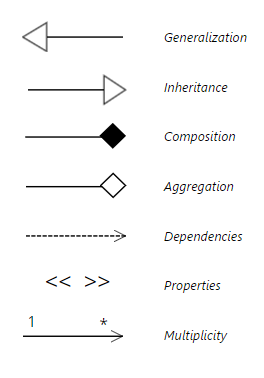 Generalization
Inheritance
Composition
Aggregation
Dependencies
<< >> Properties
1 *
Multiplicity